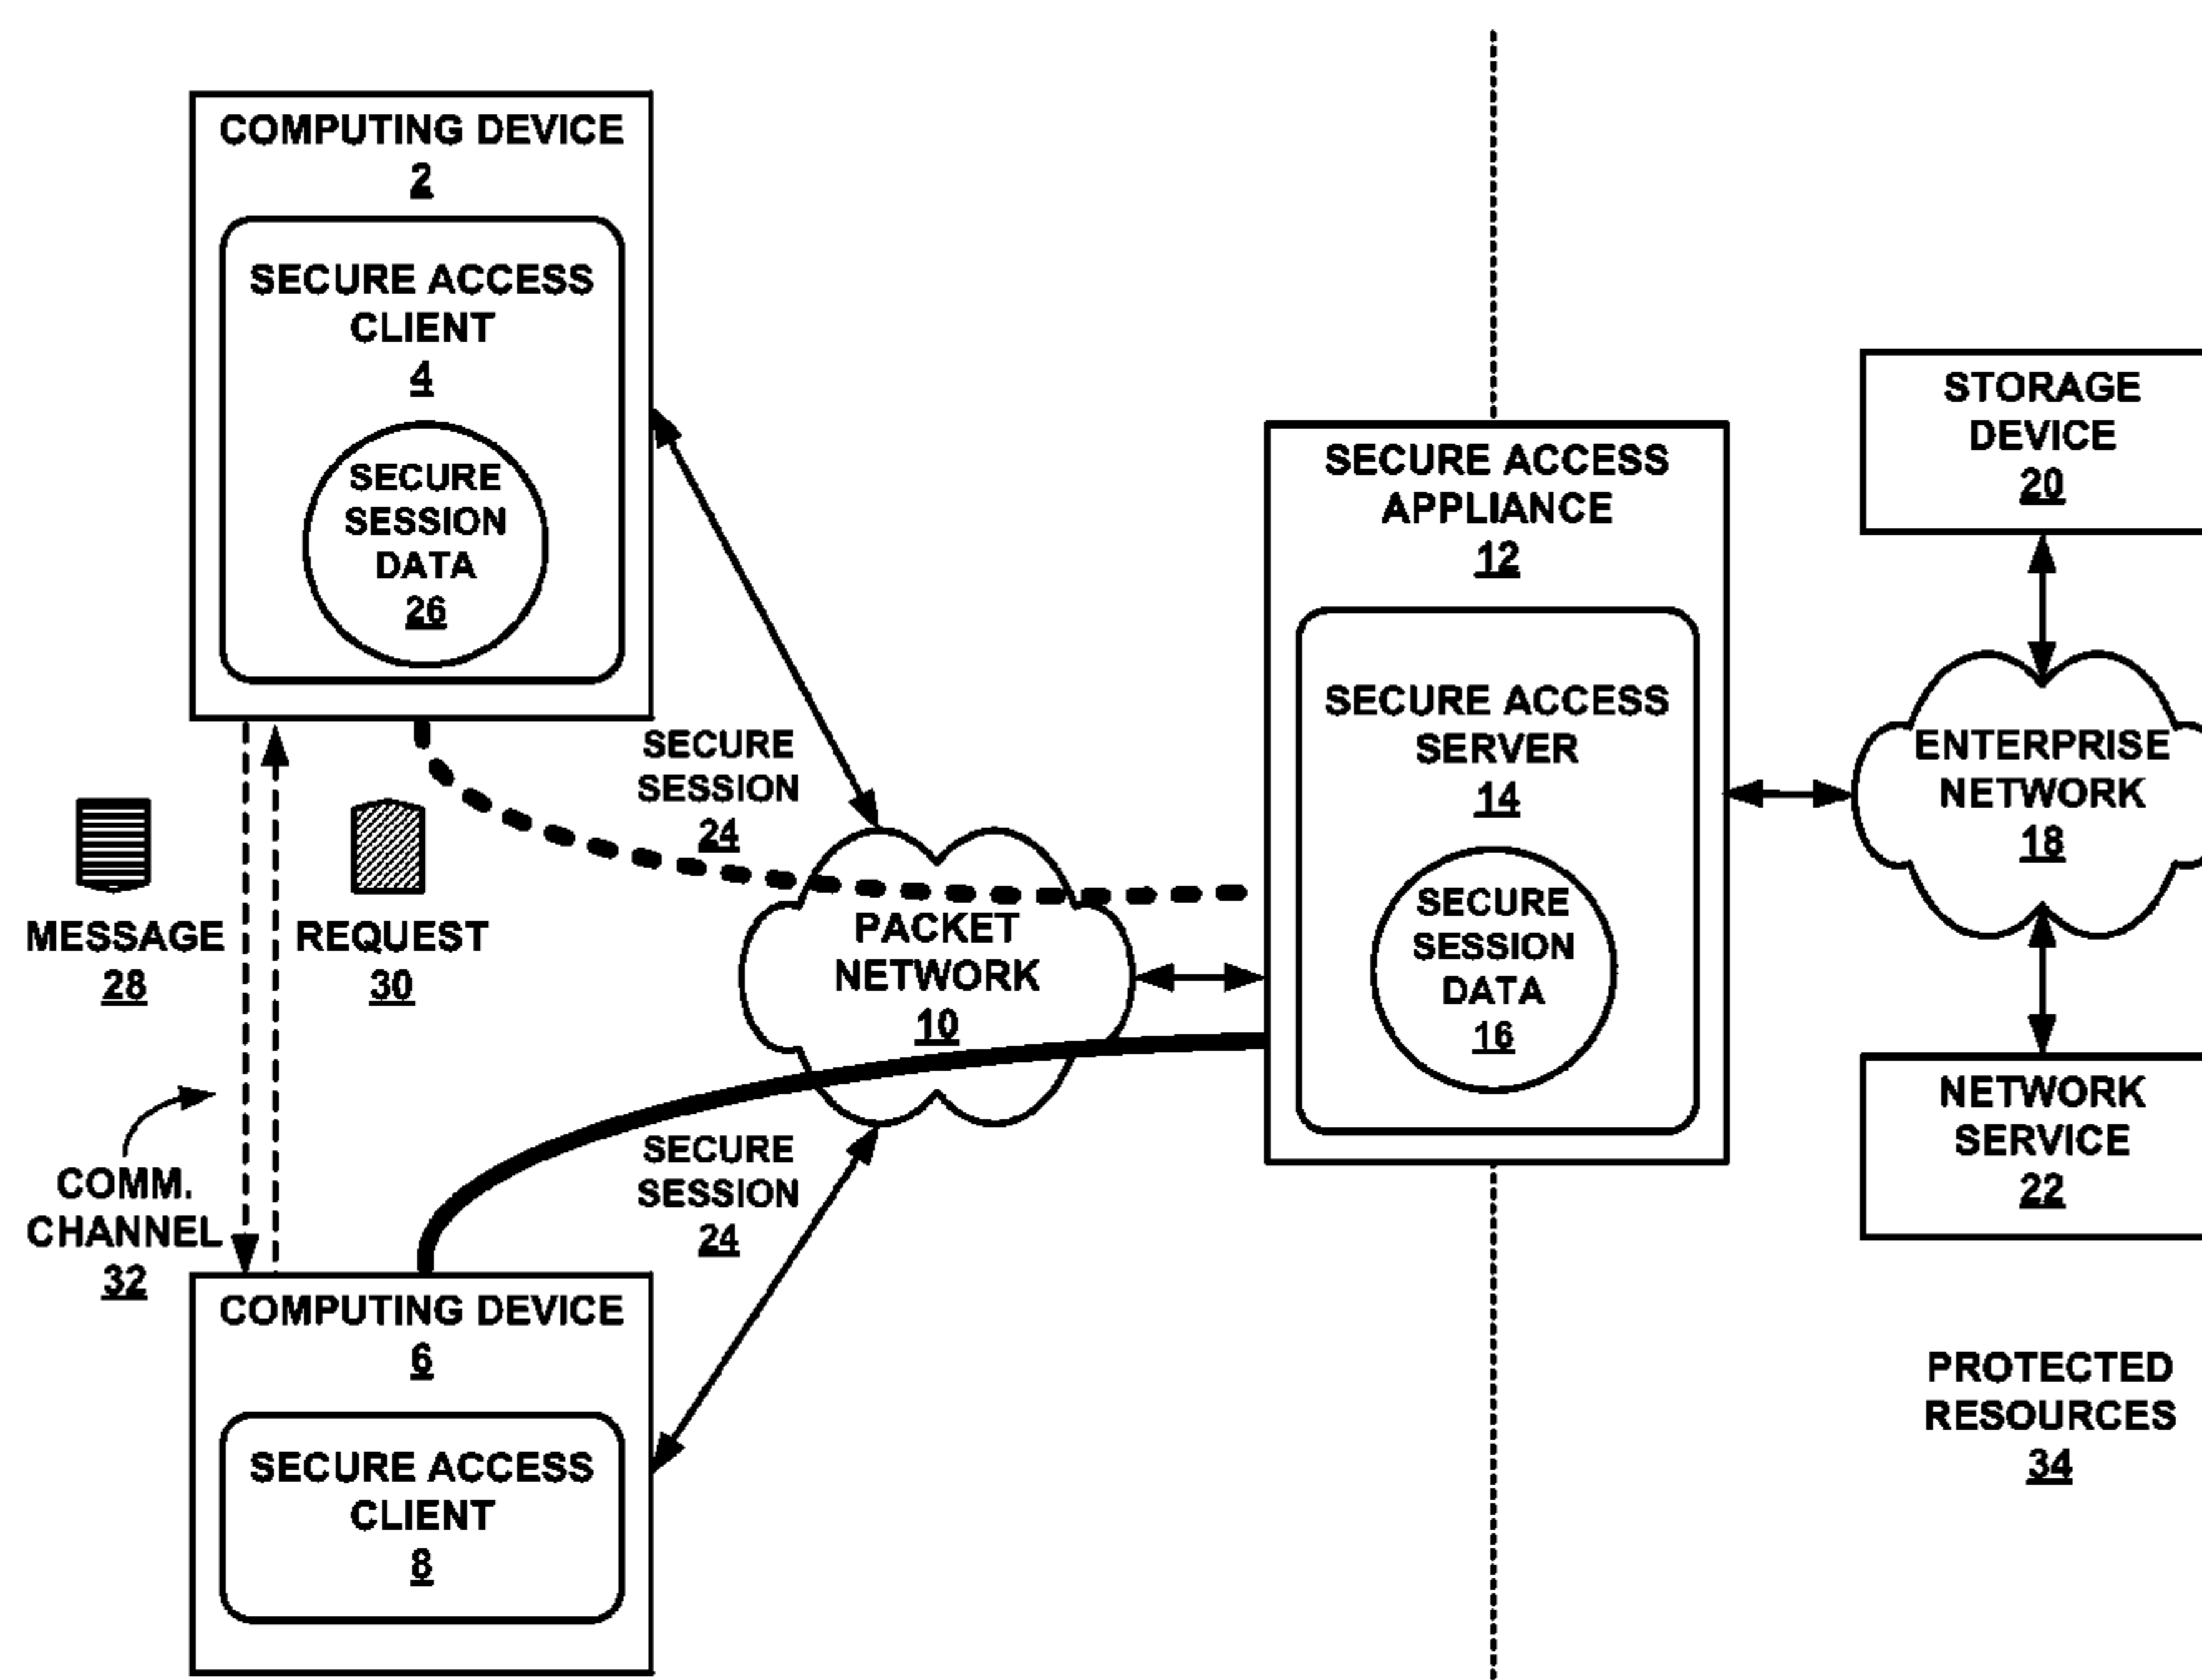 COMPUTING DEVICE
2
SECURE ACCESS
CLIENT
4
SECURE
SESSION
DATA
26
SECURE
SESSION
24
MESSAGE
28
REQUEST
30
COMM.
CHANNEL
32
COMPUTING DEVICE
6
SECURE ACCESS
CLIENT
8
PACKET
NETWORK
10
SECURE
SESSION
24
SECURE ACCESS
APPLIANCE
12
SECURE ACCESS
SERVER
14
SECURE
SESSION
DATA
16
STORAGE
DEVICE
20
ENTERPRISE
NETWORK
18
NETWORK
SERVICE
22
PROTECTED
RESOURCES
34